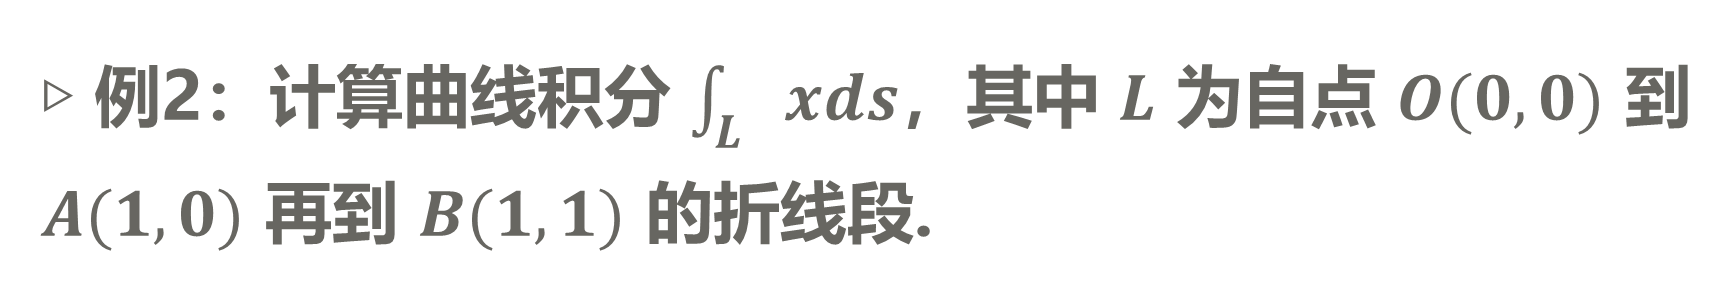 ▷ 例2：计算曲线积分 ∫_L xds，其中 L 为自点 O(0,0) 到
A(1,0) 再到 B(1,1) 的折线段.